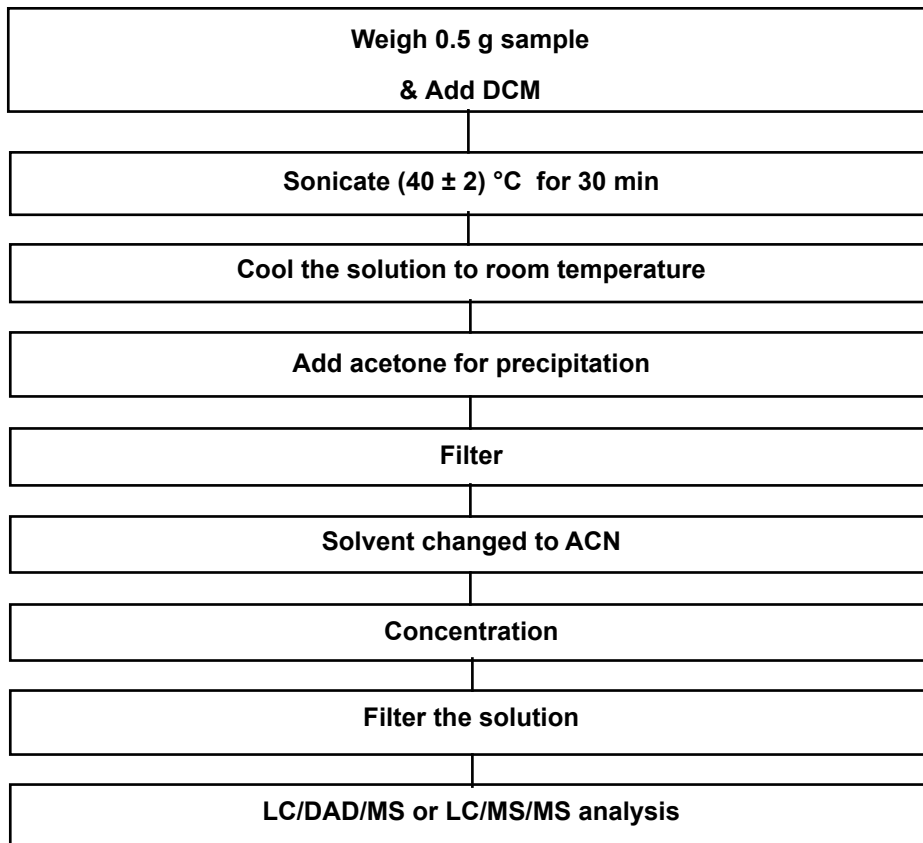 Weigh 0.5 g sample
& Add DCM
Sonicate (40 ± 2) °C for 30 min
Cool the solution to room temperature
Add acetone for precipitation
Filter
Solvent changed to ACN
Concentration
Filter the solution
LC/DAD/MS or LC/MS/MS analysis